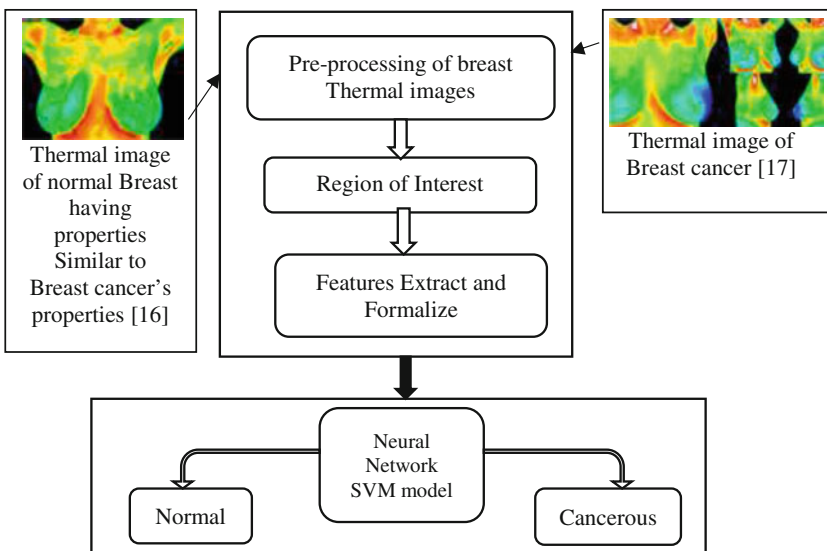 Thermal image
of normal Breast
having
properties
Similar to
Breast cancer's
properties [16]
Pre-processing of breast
Thermal images
Region of Interest
Features Extract and
Formalize
Thermal image of
Breast cancer [17]
Neural
Network
SVM model
Normal
Cancerous